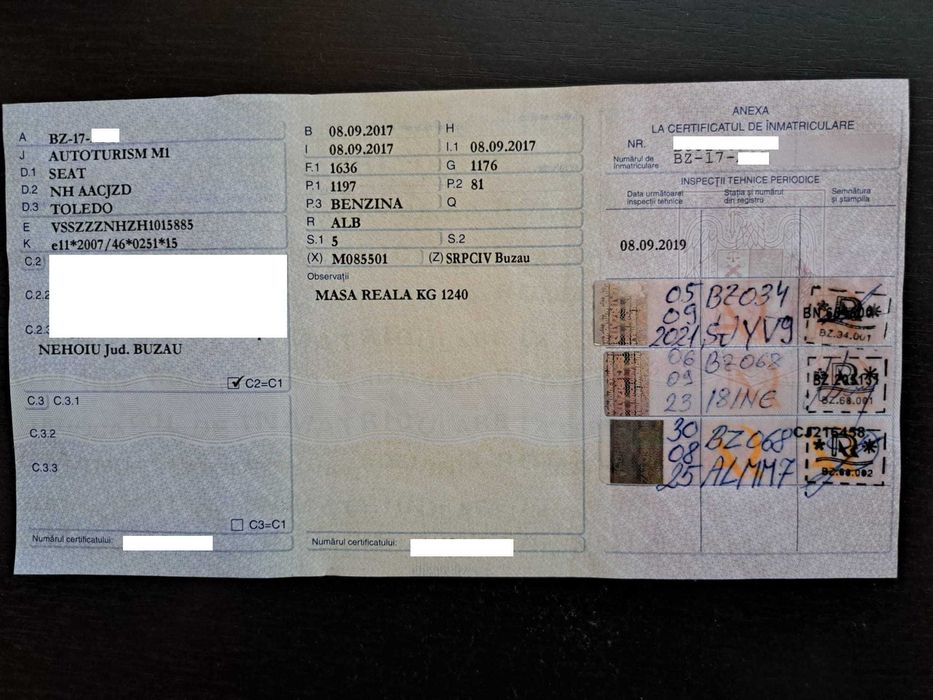 A BZ-17-
J AUTOTURISM M1
D.1 SEAT
D.2 NH AACJZD
D.3 TOLEDO
E VSSZZZNHZH1015885
K e11*2007/46*0251*15
C.2
C.2.2
C.2.3
NEHOIU Jud. BUZAU
C2=C1
C.3 C.3.1
C.3.2
C.3.3
C3=C1
Numărul certificatului:
B 08.09.2017 H
I 08.09.2017 I.1 08.09.2017
F.1 1636 G 1176
P.1 1197 P.2 81
P.3 BENZINA Q
R ALB
S.1 5 S.2
(X) M085501 (Z) SRPCIV Buzau
Observații
MASA REALA KG 1240
Numărul certificatului:
ANEXA
LA CERTIFICATUL DE ÎNMATRICULARE
NR.
Numărul de
înmatriculare BZ-17-
INSPECȚII TEHNICE PERIODICE
Data următoarei
inspecții tehnice
Stația și numărul
din registru
Semnătura
și ștampila
08.09.2019
05 BZ034
09
2021 YV9
BZ.34.001
06 BZ068
09
23 18INE
BZ.68.001
30 BZ068 CJ216458
08
25 ALMM7
BZ.68.002